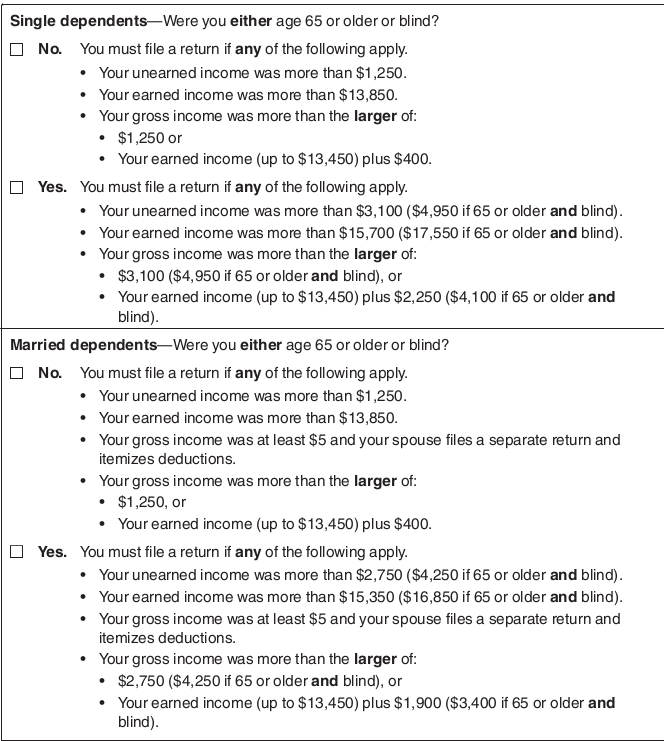 Single dependents—Were you either age 65 or older or blind?
No. You must file a return if any of the following apply.
• Your unearned income was more than $1,250.
• Your earned income was more than $13,850.
• Your gross income was more than the larger of:
• $1,250 or
• Your earned income (up to $13,450) plus $400.
Yes. You must file a return if any of the following apply.
• Your unearned income was more than $3,100 ($4,950 if 65 or older and blind).
• Your earned income was more than $15,700 ($17,550 if 65 or older and blind).
• Your gross income was more than the larger of:
• $3,100 ($4,950 if 65 or older and blind), or
• Your earned income (up to $13,450) plus $2,250 ($4,100 if 65 or older and
blind).
Married dependents—Were you either age 65 or older or blind?
No. You must file a return if any of the following apply.
• Your unearned income was more than $1,250.
• Your earned income was more than $13,850.
• Your gross income was at least $5 and your spouse files a separate return and
itemizes deductions.
• Your gross income was more than the larger of:
• $1,250, or
• Your earned income (up to $13,450) plus $400.
Yes. You must file a return if any of the following apply.
• Your unearned income was more than $2,750 ($4,250 if 65 or older and blind).
• Your earned income was more than $15,350 ($16,850 if 65 or older and blind).
• Your gross income was at least $5 and your spouse files a separate return and
itemizes deductions.
• Your gross income was more than the larger of:
• $2,750 ($4,250 if 65 or older and blind), or
• Your earned income (up to $13,450) plus $1,900 ($3,400 if 65 or older and
blind).